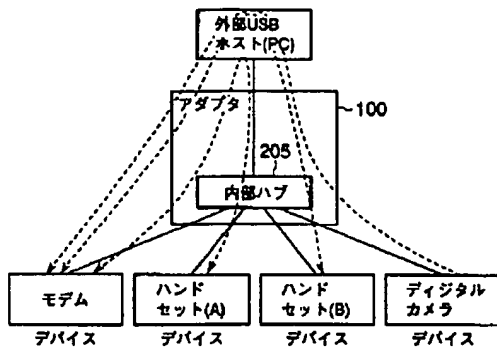 外部USB
ホスト(PC)
アダプタ
100
205
内部ハブ
モデム
ハンド
セット(A)
ハンド
セット(B)
ディジタル
カメラ
デバイス
デバイス
デバイス
デバイス